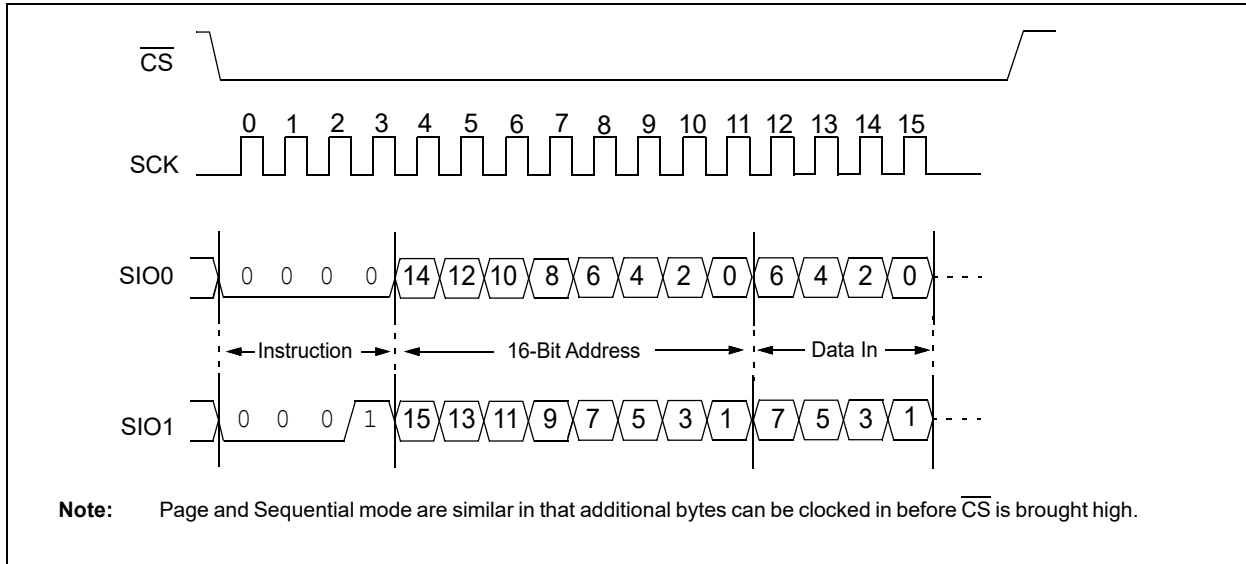 CS
0 1 2 3 4 5 6 7 8 9 10 11 12 13 14 15
SCK
SIO0 0 0 0 0 14 12 10 8 6 4 2 0 6 4 2 0
Instruction 16-Bit Address Data In
SIO1 0 0 0 1 15 13 11 9 7 5 3 1 7 5 3 1
Note: Page and Sequential mode are similar in that additional bytes can be clocked in before CS is brought high.